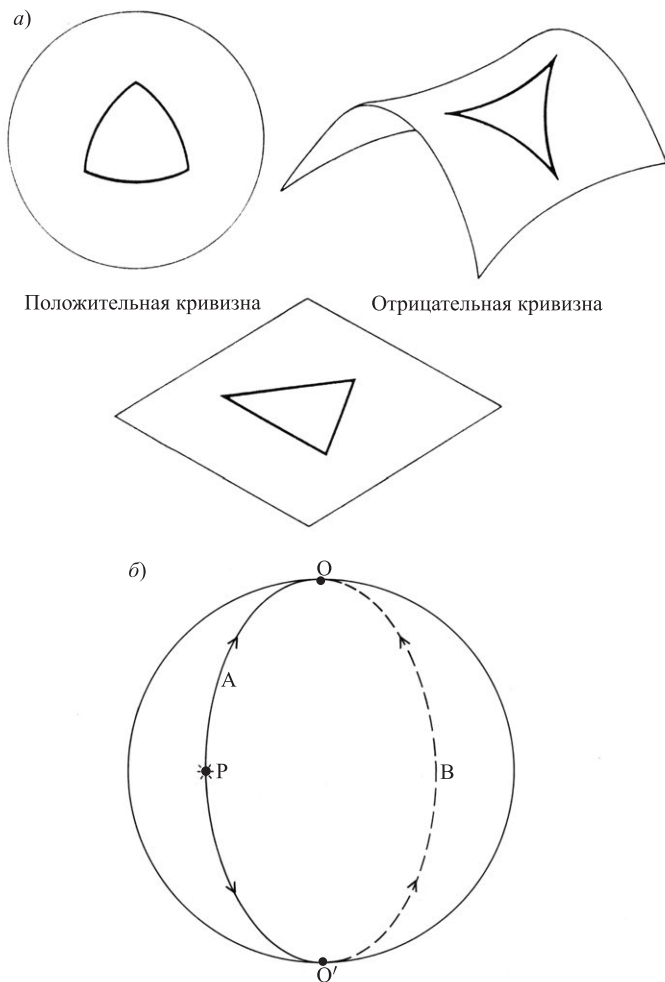 а)
Положительная кривизна
Отрицательная кривизна
б)
O
A
P
B
O′